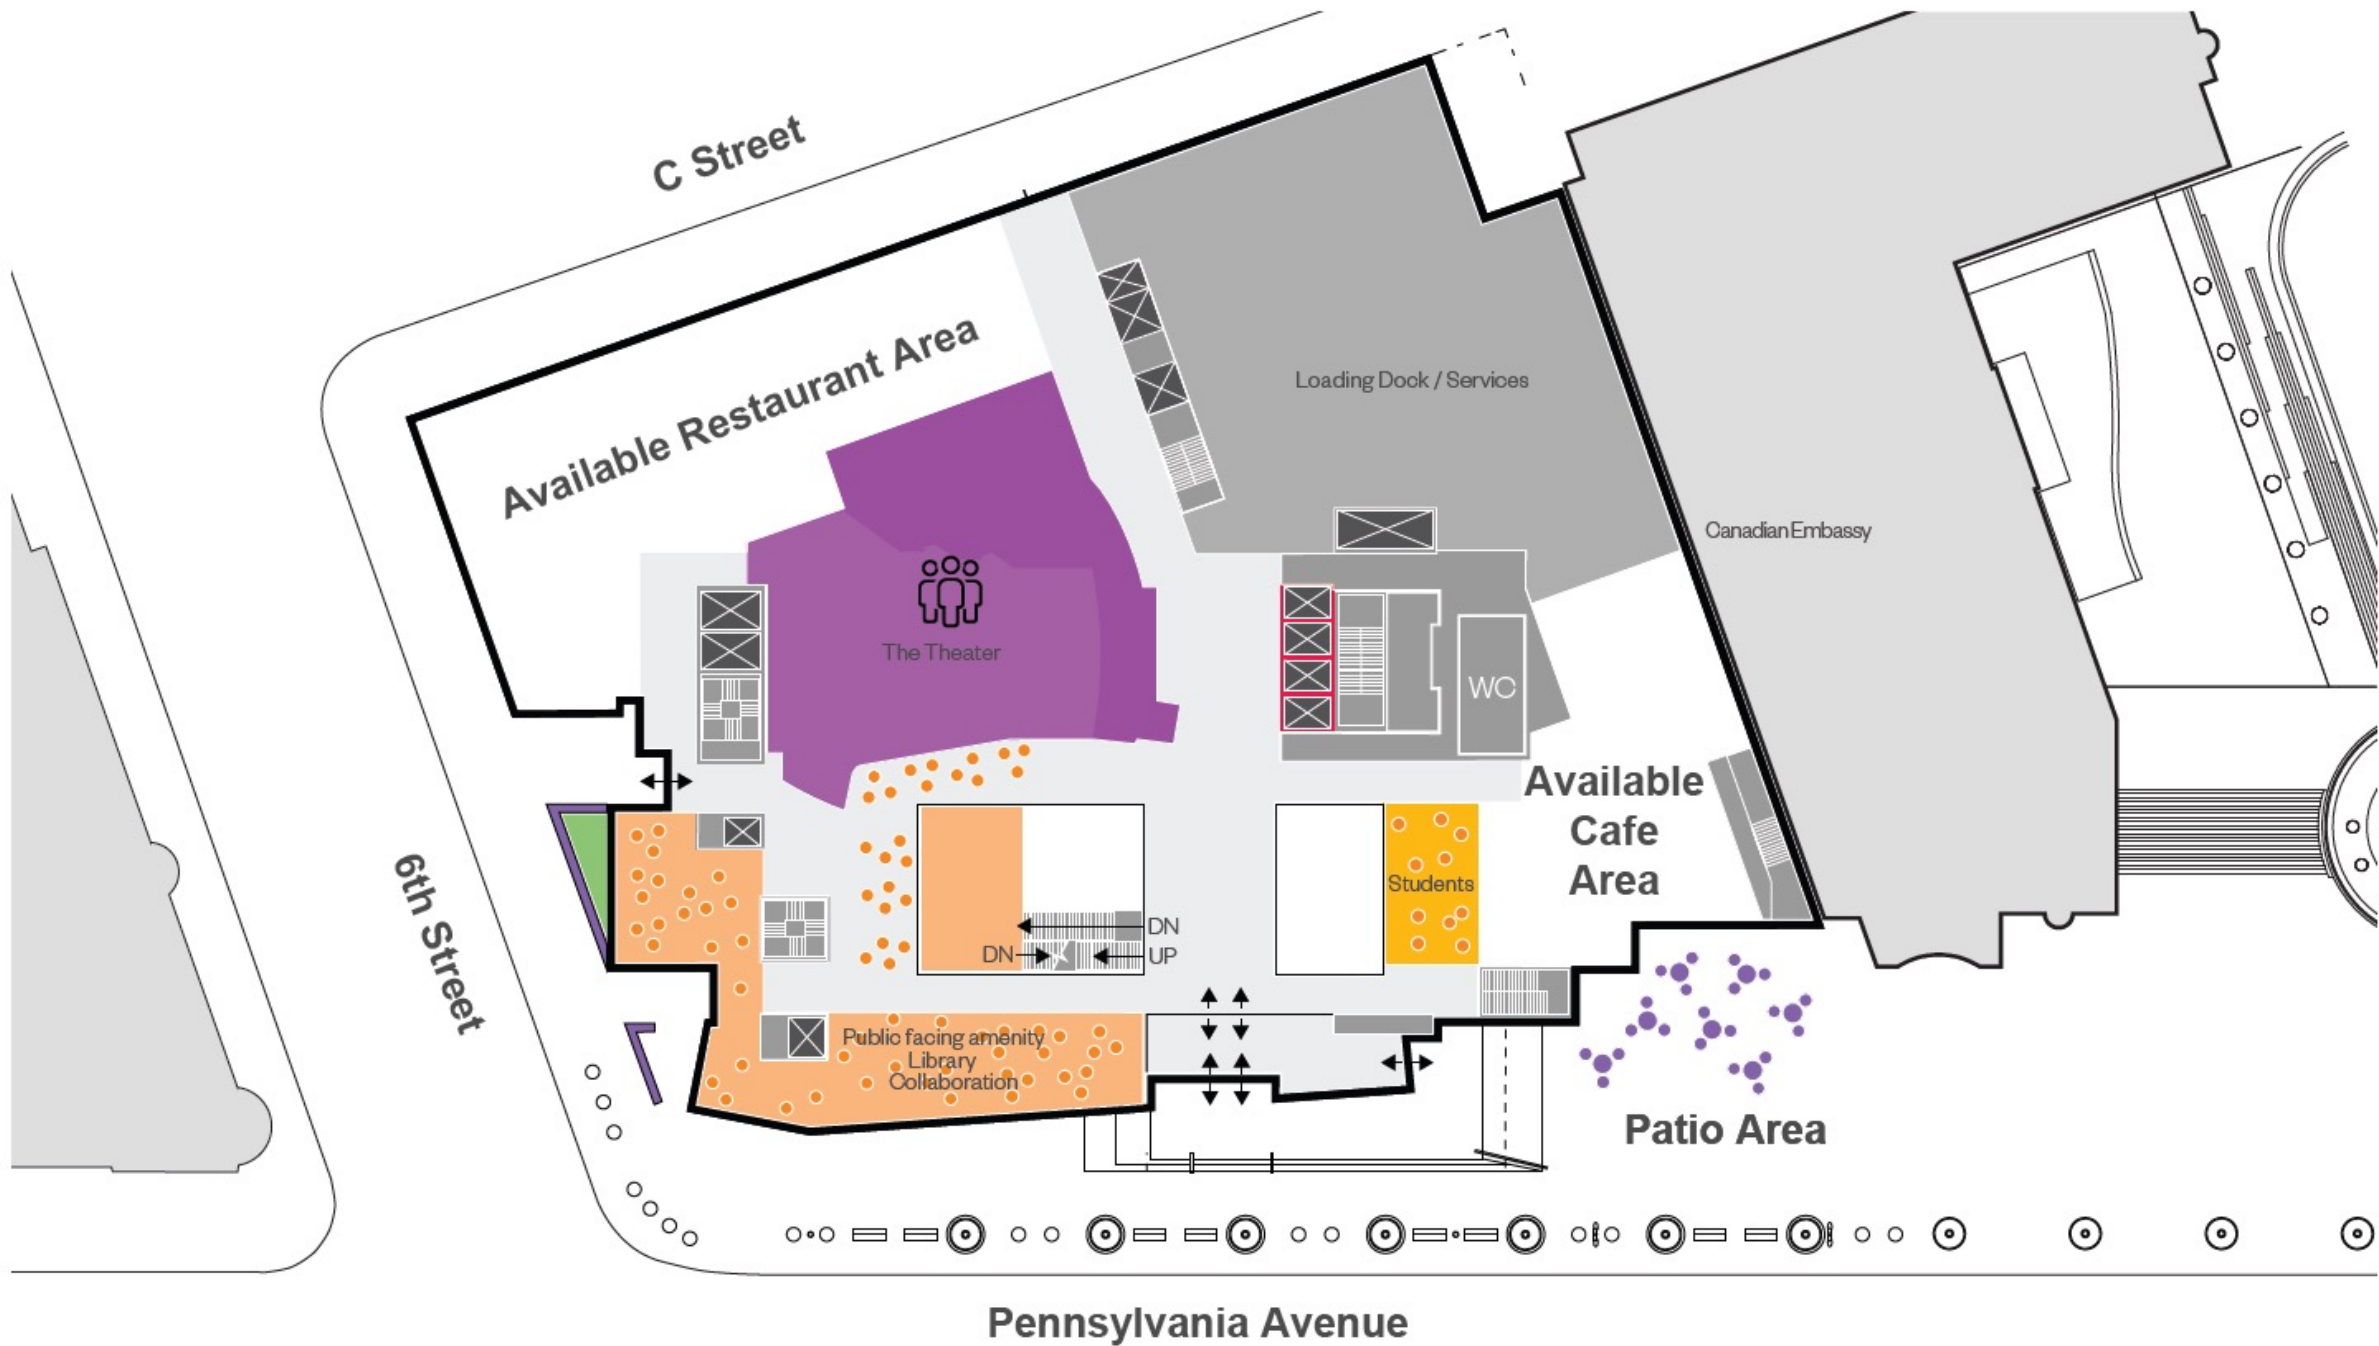 C Street
Available Restaurant Area
Loading Dock / Services
Canadian Embassy
The Theater
WC
Available
Cafe
Area
Students
6th Street
DN
DN
UP
Public facing amenity
Library
Collaboration
Patio Area
Pennsylvania Avenue